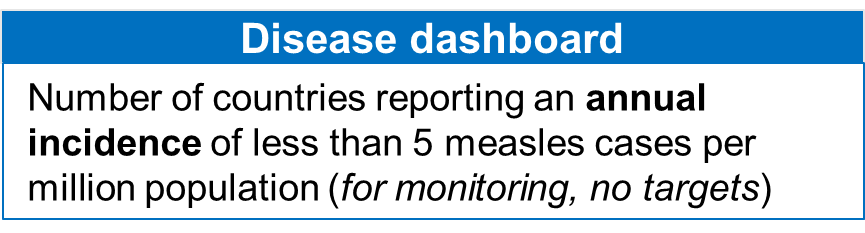 Disease dashboard
Number of countries reporting an annual
incidence of less than 5 measles cases per
million population (for monitoring, no targets)